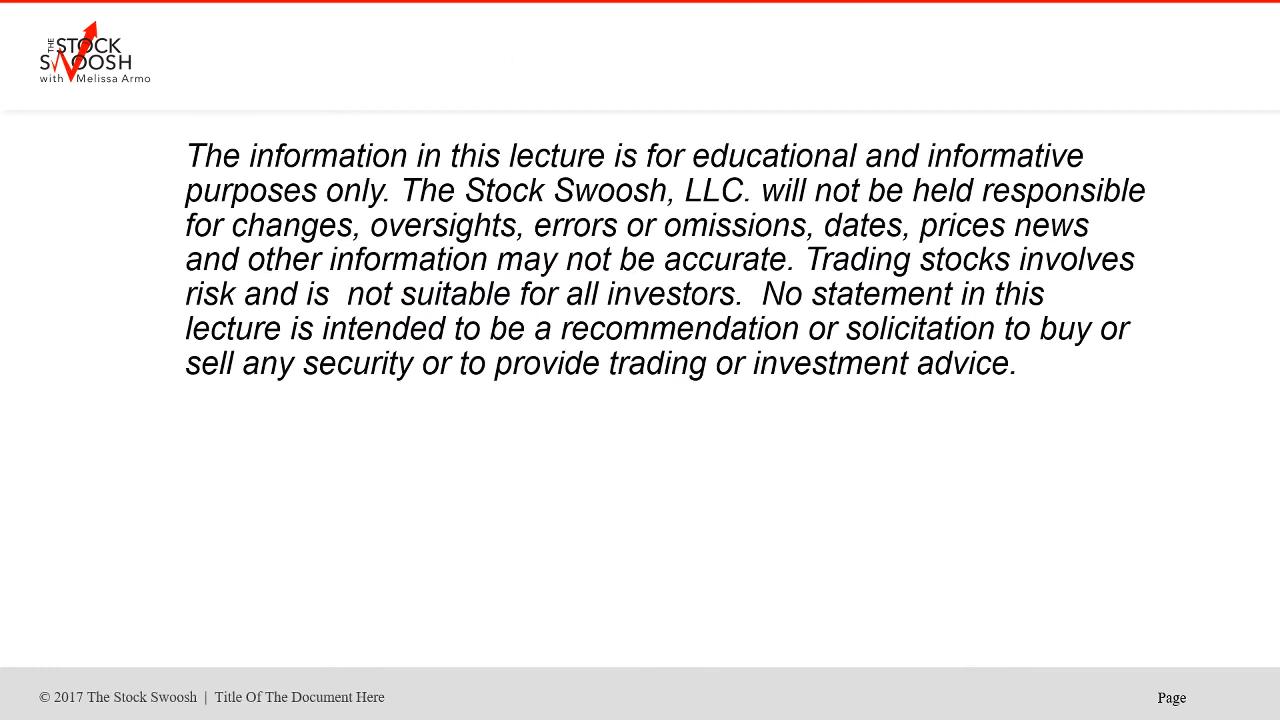 THE STOCK
SWOOSH
with Melissa Armo
The information in this lecture is for educational and informative
purposes only. The Stock Swoosh, LLC. will not be held responsible
for changes, oversights, errors or omissions, dates, prices news
and other information may not be accurate. Trading stocks involves
risk and is  not suitable for all investors.  No statement in this
lecture is intended to be a recommendation or solicitation to buy or
sell any security or to provide trading or investment advice.
© 2017 The Stock Swoosh | Title Of The Document Here
Page